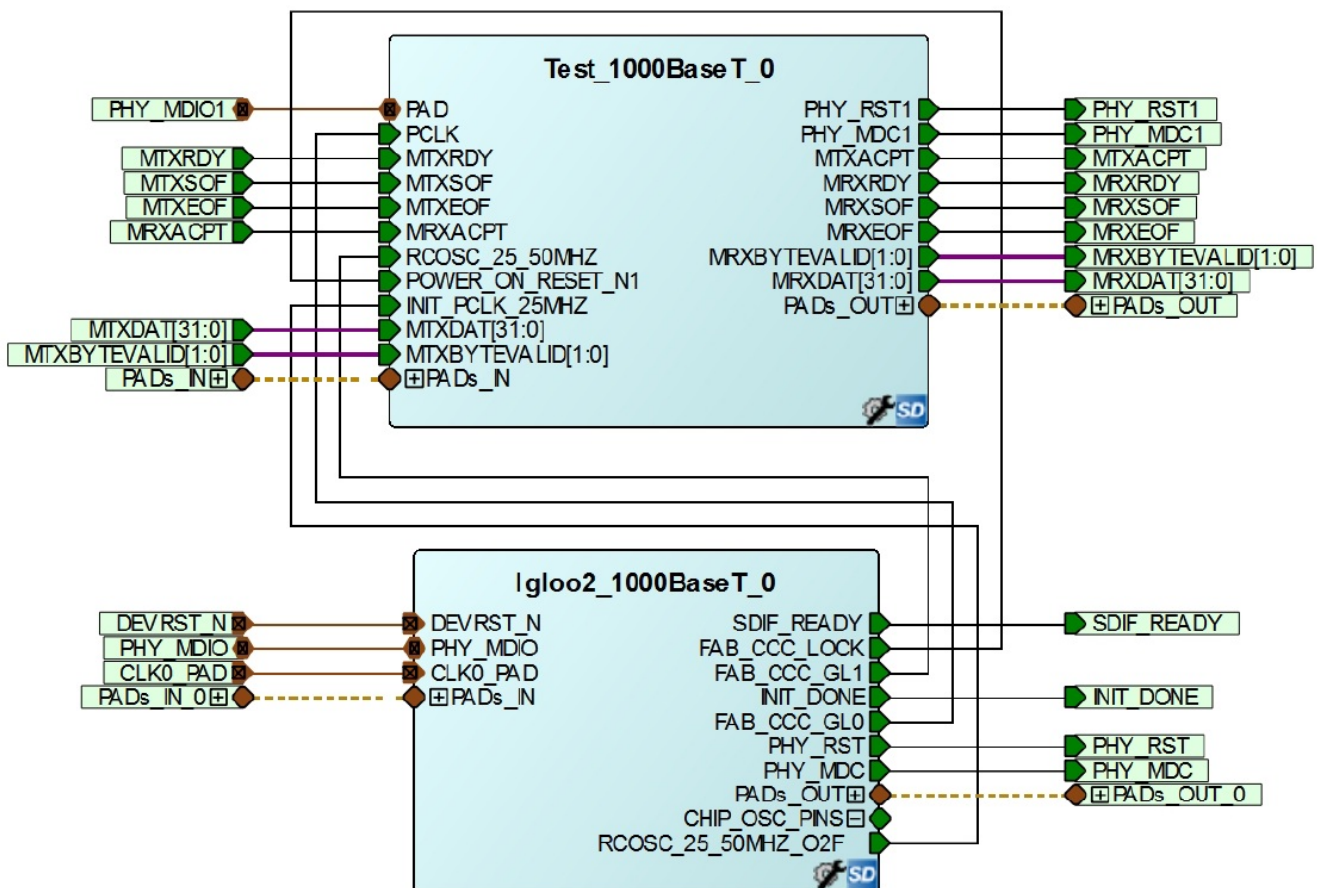 Test_1000BaseT_0
PHY_MDIO1 PAD PHY_RST1 PHY_RST1
PCLK PHY_MDC1 PHY_MDC1
MTXRDY MTXRDY MTXACPT MTXACPT
MTXSOF MTXSOF MRXRDY MRXRDY
MTXEOF MTXEOF MRXSOF MRXSOF
MRXACPT MRXACPT MRXEOF MRXEOF
RCOSC_25_50MHZ MRXBYTEVALID[1:0] MRXBYTEVALID[1:0]
POWER_ON_RESET_N1 MRXDAT[31:0] MRXDAT[31:0]
INIT_PCLK_25MHZ PADs_OUT PADs_OUT
MTXDAT[31:0] MTXDAT[31:0]
MTXBYTEVALID[1:0] MTXBYTEVALID[1:0]
PADs_IN PADs_IN
SD
Igloo2_1000BaseT_0
DEVRST_N DEVRST_N SDIF_READY SDIF_READY
PHY_MDIO PHY_MDIO FAB_CCC_LOCK
CLK0_PAD CLK0_PAD FAB_CCC_GL1
PADs_IN_0 PADs_IN INIT_DONE INIT_DONE
FAB_CCC_GL0
PHY_RST PHY_RST
PHY_MDC PHY_MDC
PADs_OUT PADs_OUT_0
CHIP_OSC_PINS
RCOSC_25_50MHZ_O2F
SD